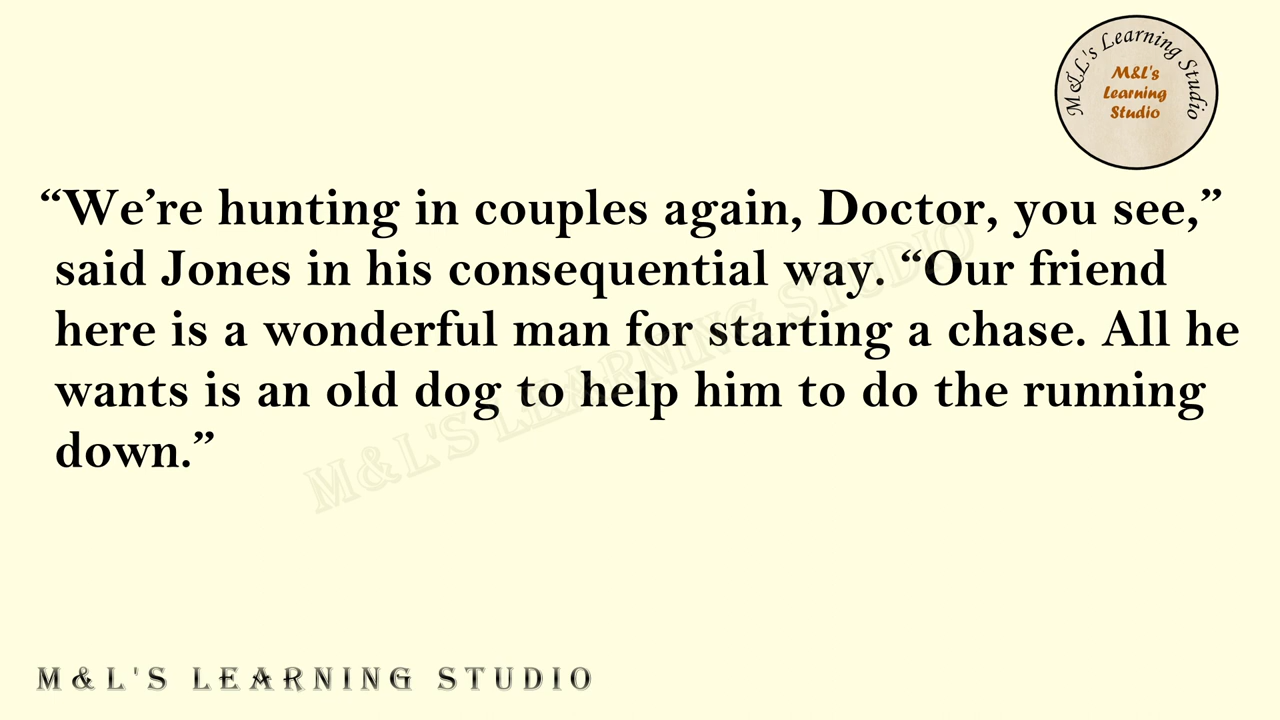 M&L's Learning Studio
M&L's
Learning
Studio
“We’re hunting in couples again, Doctor, you see,”
said Jones in his consequential way. “Our friend
here is a wonderful man for starting a chase. All he
wants is an old dog to help him to do the running
down.”
M&L'S LEARNING STUDIO
M&L'S LEARNING STUDIO